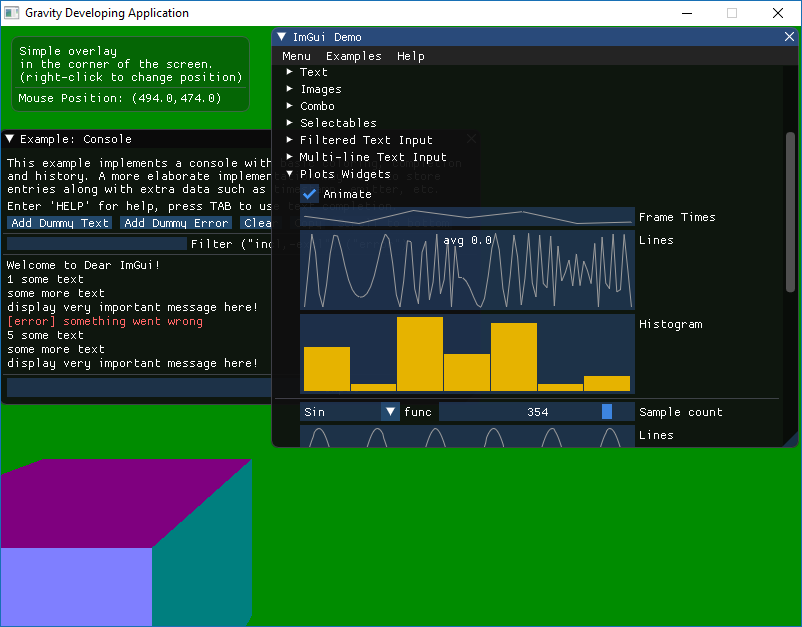 Gravity Developing Application
Simple overlay
in the corner of the screen.
(right-click to change position)
Mouse Position: (494.0,474.0)
Example: Console
This example implements a console with
and history. A more elaborate implemen
entries along with extra data such as
Enter 'HELP' for help, press TAB to us
Add Dummy Text
Add Dummy Error
Clea
Filter ("inc
Welcome to Dear ImGui!
1 some text
some more text
display very important message here!
[error] something went wrong
5 some text
some more text
display very important message here!
ImGui Demo
Menu Examples Help
Text
Images
Combo
Selectables
Filtered Text Input
Multi-line Text Input
Plots Widgets
Animate
Frame Times
avg 0.0
Lines
Histogram
Sin
func
354
Sample count
Lines